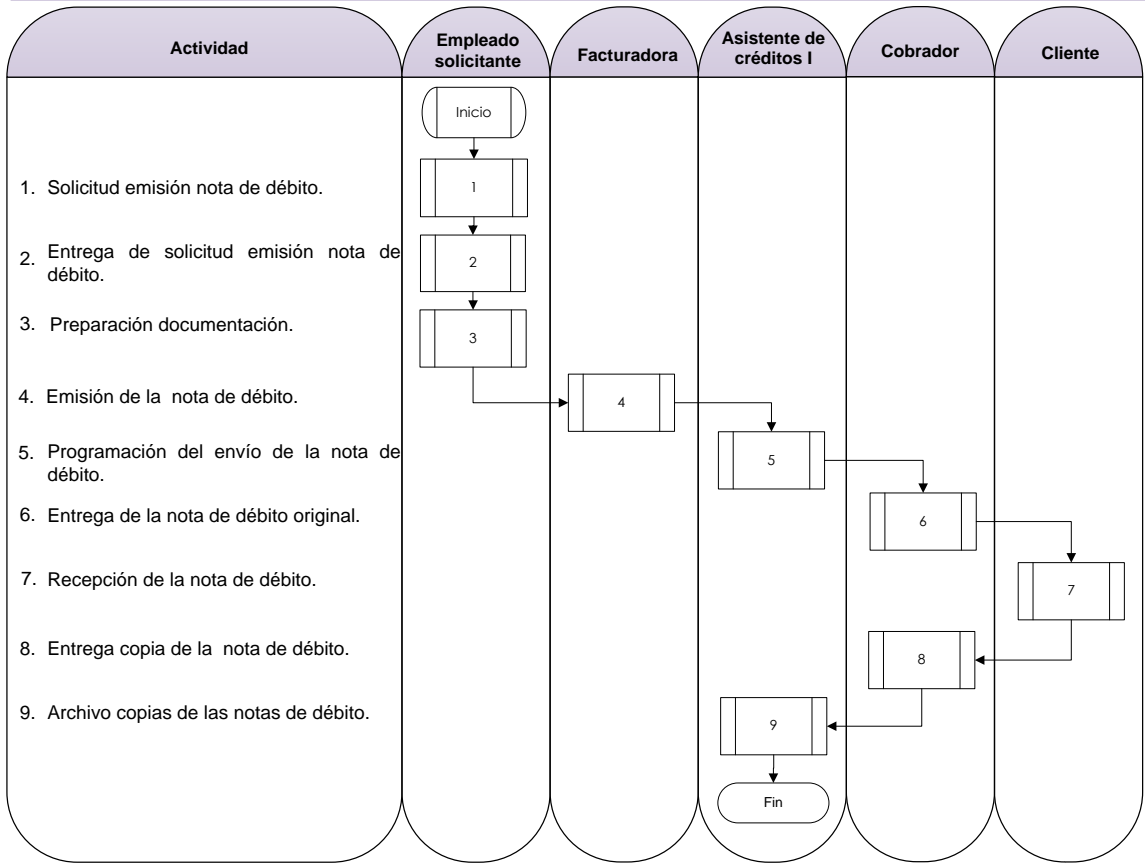 Actividad
Empleado
solicitante
Facturadora
Asistente de
créditos I
Cobrador
Cliente
Inicio
1. Solicitud emisión nota de débito.
1
2. Entrega de solicitud emisión nota de
débito.
2
3. Preparación documentación.
3
4. Emisión de la nota de débito.
4
5. Programación del envío de la nota de
débito.
5
6. Entrega de la nota de débito original.
6
7. Recepción de la nota de débito.
7
8. Entrega copia de la nota de débito.
8
9. Archivo copias de las notas de débito.
9
Fin